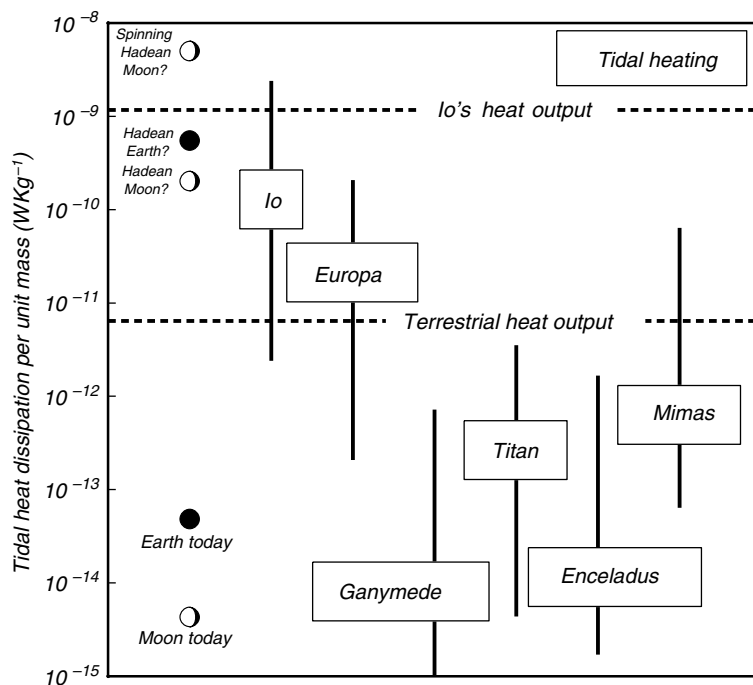 Tidal heat dissipation per unit mass (WKg⁻¹)
10⁻⁸
10⁻⁹
10⁻¹⁰
10⁻¹¹
10⁻¹²
10⁻¹³
10⁻¹⁴
10⁻¹⁵
Spinning
Hadean
Moon?
Tidal heating
Io's heat output
Hadean
Earth?
Hadean
Moon?
Io
Europa
Terrestrial heat output
Mimas
Titan
Earth today
Enceladus
Ganymede
Moon today